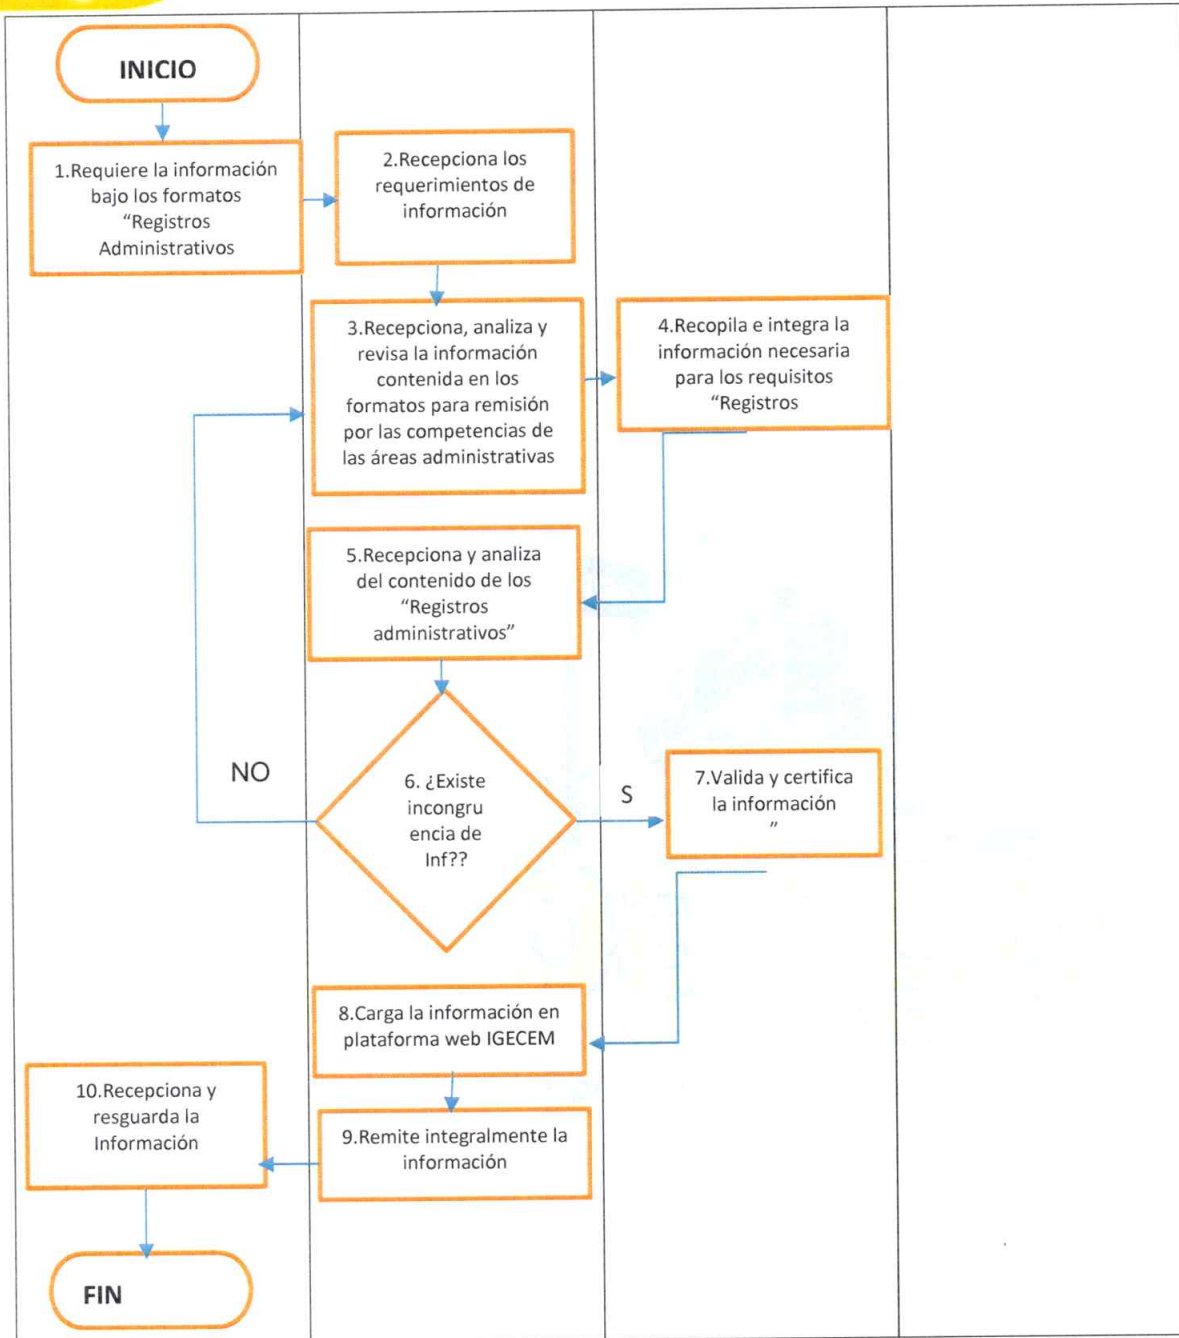 INICIO
1.Requiere la información
bajo los formatos
“Registros
Administrativos
2.Recepciona los
requerimientos de
información
3.Recepciona, analiza y
revisa la información
contenida en los
formatos para remisión
por las competencias de
las áreas administrativas
4.Recopila e integra la
información necesaria
para los requisitos
“Registros
5.Recepciona y analiza
del contenido de los
“Registros
administrativos”
NO
6. ¿Existe
incongru
encia de
Inf??
S
7.Valida y certifica
la información
”
8.Carga la información en
plataforma web IGECEM
9.Remite integralmente la
información
10.Recepciona y
resguarda la
Información
FIN